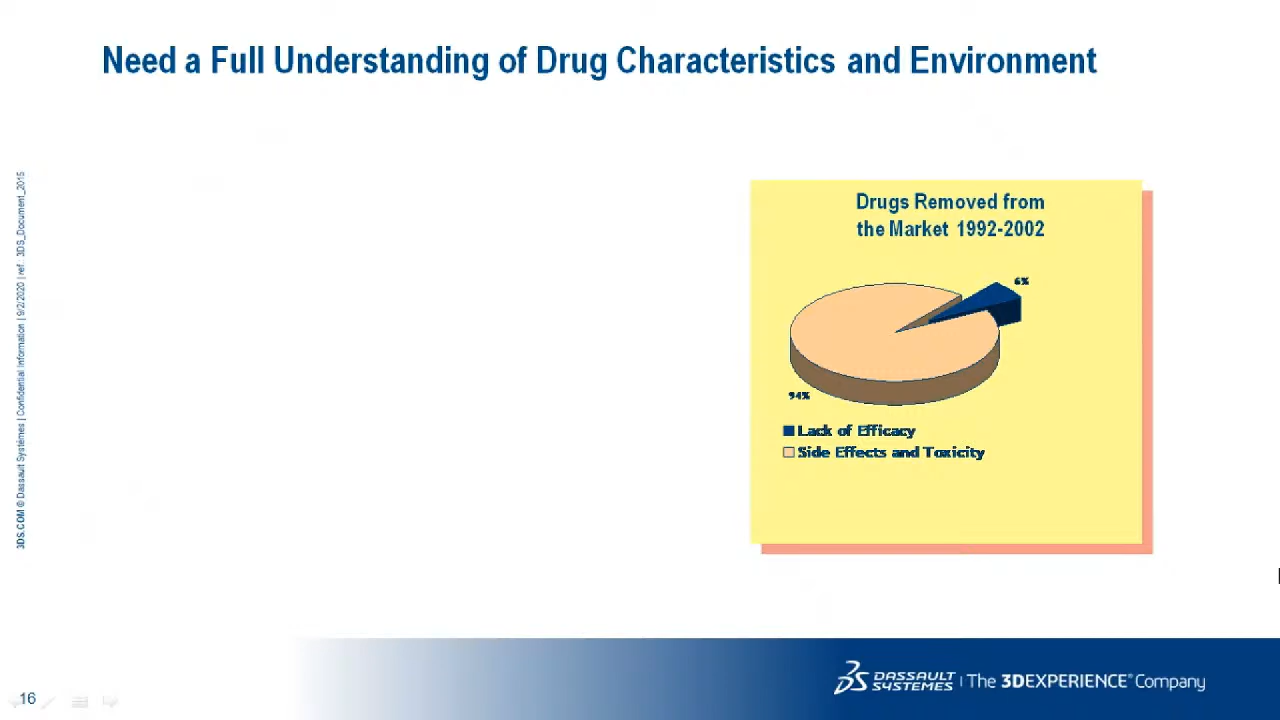 Need a Full Understanding of Drug Characteristics and Environment
3DS.COM © Dassault Systèmes | Confidential Information | 9/2/2020 | ref.: 3DS_Document_2015
Drugs Removed from
the Market 1992-2002
6%
94%
Lack of Efficacy
Side Effects and Toxicity
16
DASSAULT
SYSTEMES | The 3DEXPERIENCE® Company